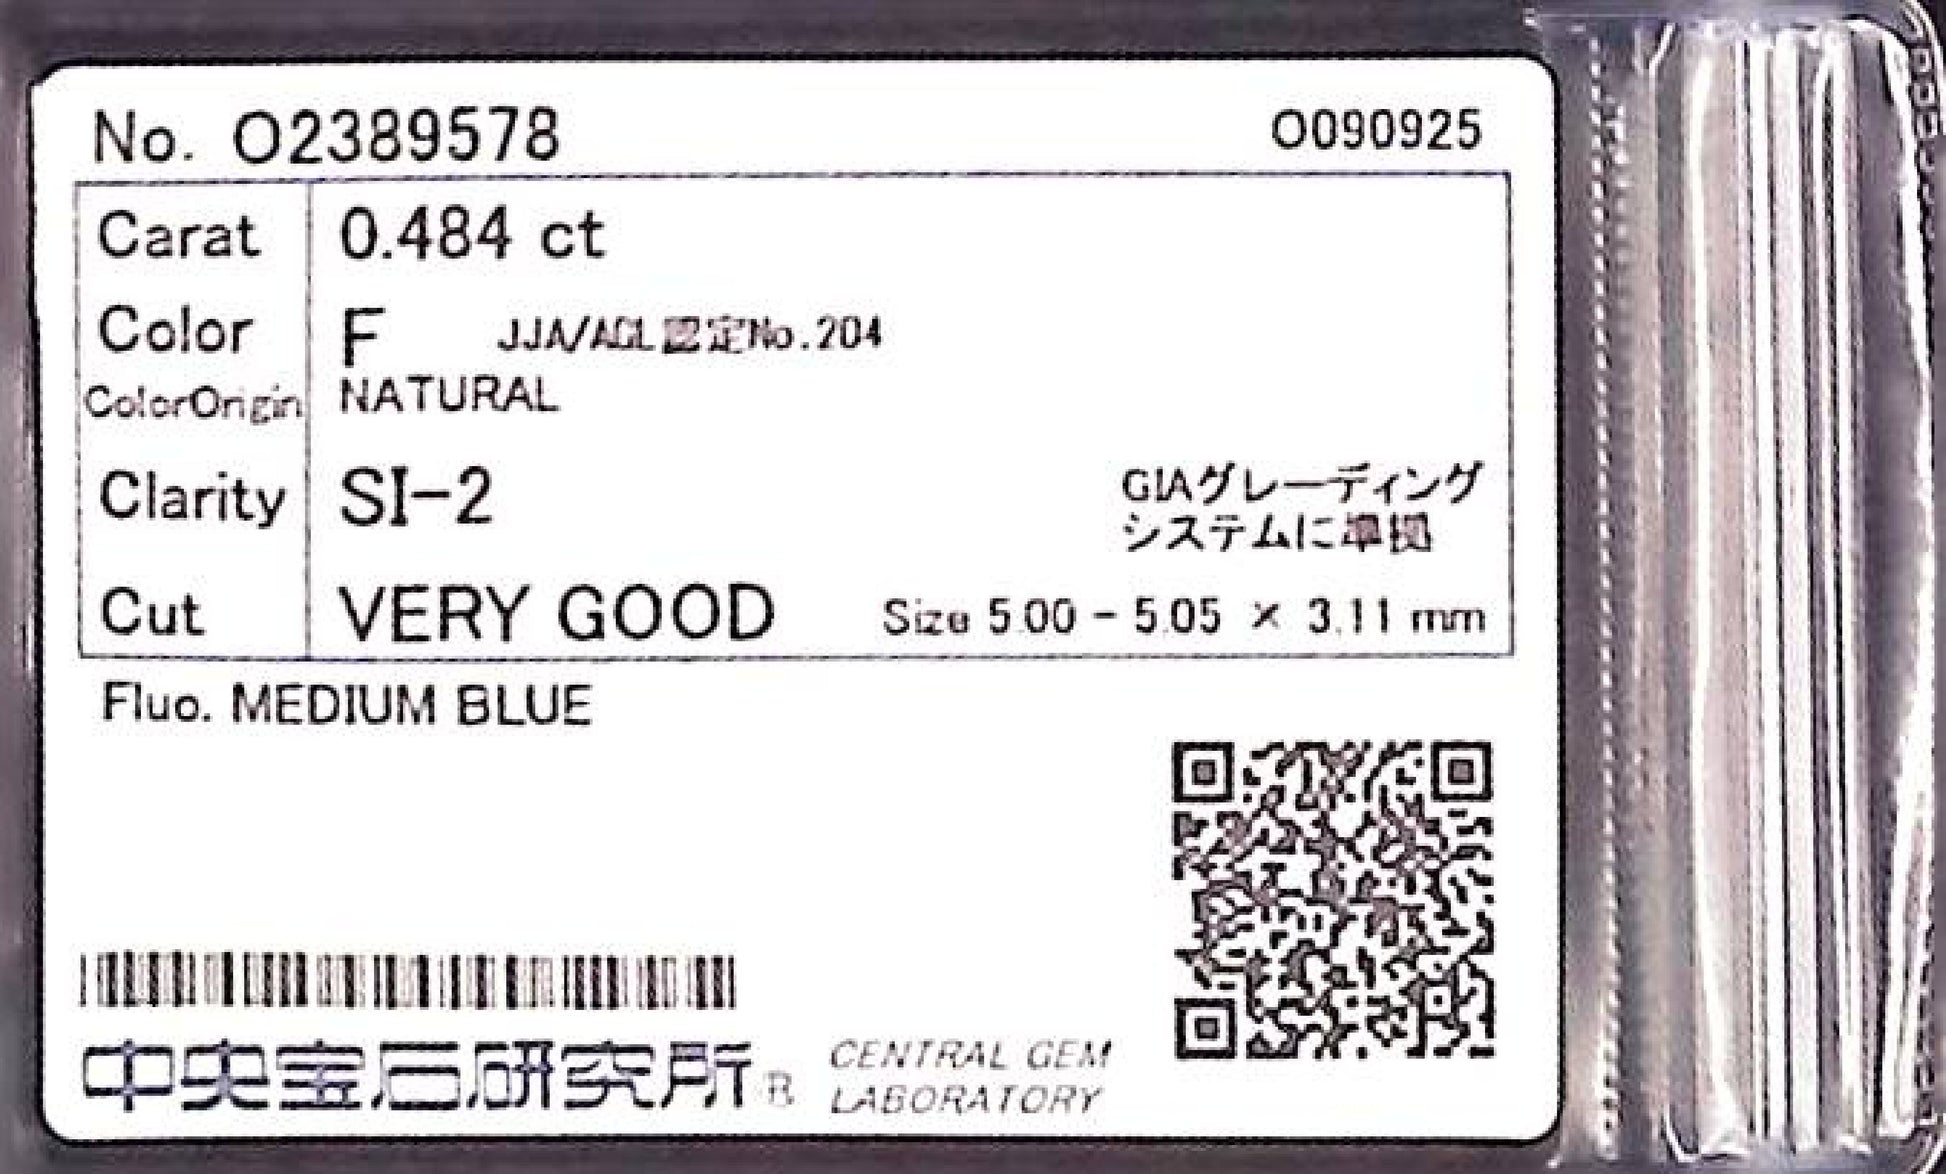 No. O2389578
O090925
Carat 0.484 ct
Color F JJA/AGL認定No.204
ColorOrigin NATURAL
Clarity SI-2
GIAグレーディング
システムに準拠
Cut VERY GOOD Size 5.00 - 5.05 × 3.11 mm
Fluo. MEDIUM BLUE
中央宝石研究所® CENTRAL GEM
LABORATORY